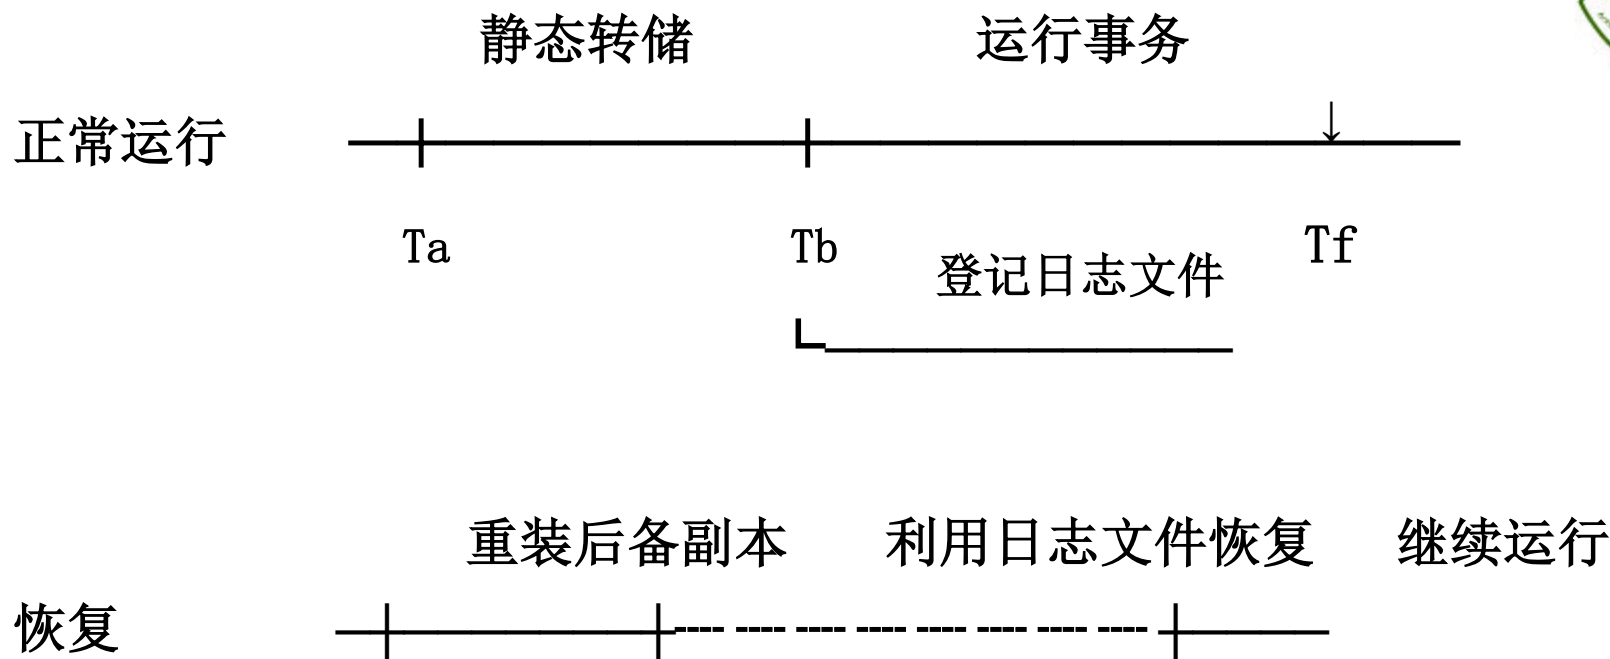 静态转储 运行事务
正常运行 ↓
Ta Tb Tf
登记日志文件
重装后备副本 利用日志文件恢复 继续运行
恢复